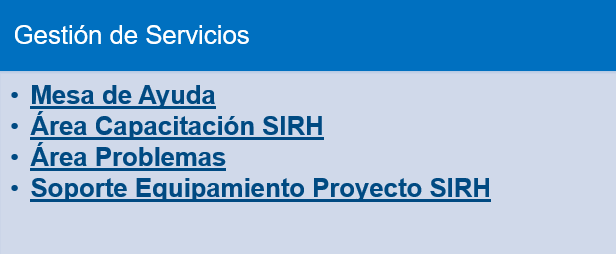 Gestión de Servicios
• Mesa de Ayuda
• Área Capacitación SIRH
• Área Problemas
• Soporte Equipamiento Proyecto SIRH